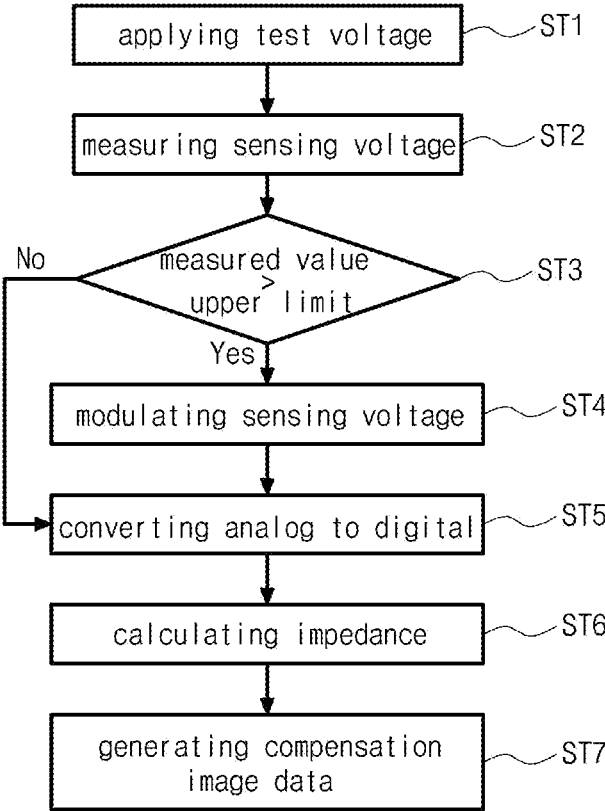 applying test voltage
ST1
measuring sensing voltage
ST2
measured value
>
upper limit
ST3
No
Yes
modulating sensing voltage
ST4
converting analog to digital
ST5
calculating impedance
ST6
generating compensation
image data
ST7